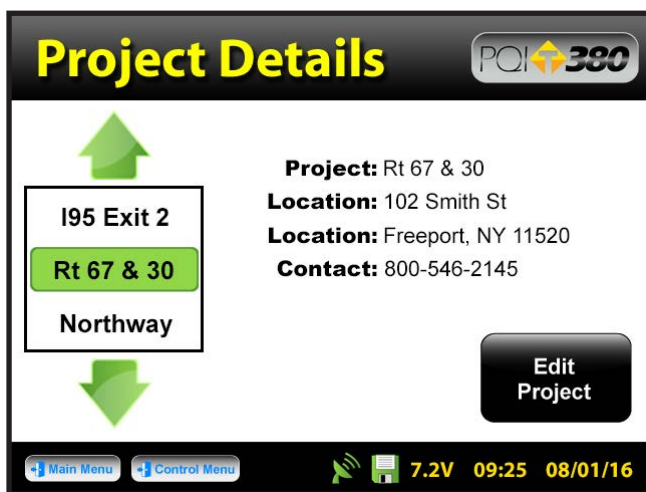 Project Details
PQI T 380
I95 Exit 2
Rt 67 & 30
Northway
Project: Rt 67 & 30
Location: 102 Smith St
Location: Freeport, NY 11520
Contact: 800-546-2145
Edit
Project
Main Menu
Control Menu
7.2V 09:25 08/01/16